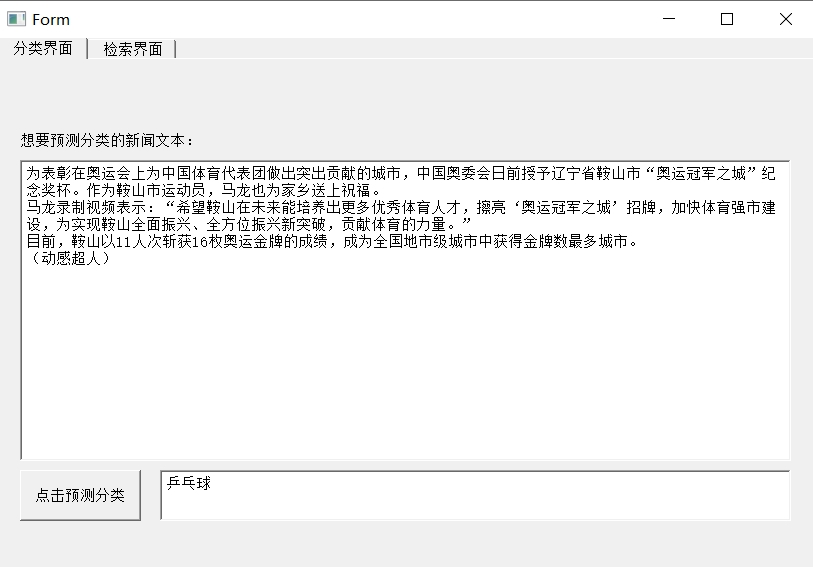 Form
分类界面 检索界面
想要预测分类的新闻文本：
为表彰在奥运会上为中国体育代表团做出突出贡献的城市，中国奥委会日前授予辽宁省鞍山市“奥运冠军之城”纪
念奖杯。作为鞍山市运动员，马龙也为家乡送上祝福。
马龙录制视频表示：“希望鞍山在未来能培养出更多优秀体育人才，擦亮‘奥运冠军之城’招牌，加快体育强市建
设，为实现鞍山全面振兴、全方位振兴新突破，贡献体育的力量。”
目前，鞍山以11人次斩获16枚奥运金牌的成绩，成为全国地市级城市中获得金牌数最多城市。
（动感超人）
点击预测分类
乒乓球